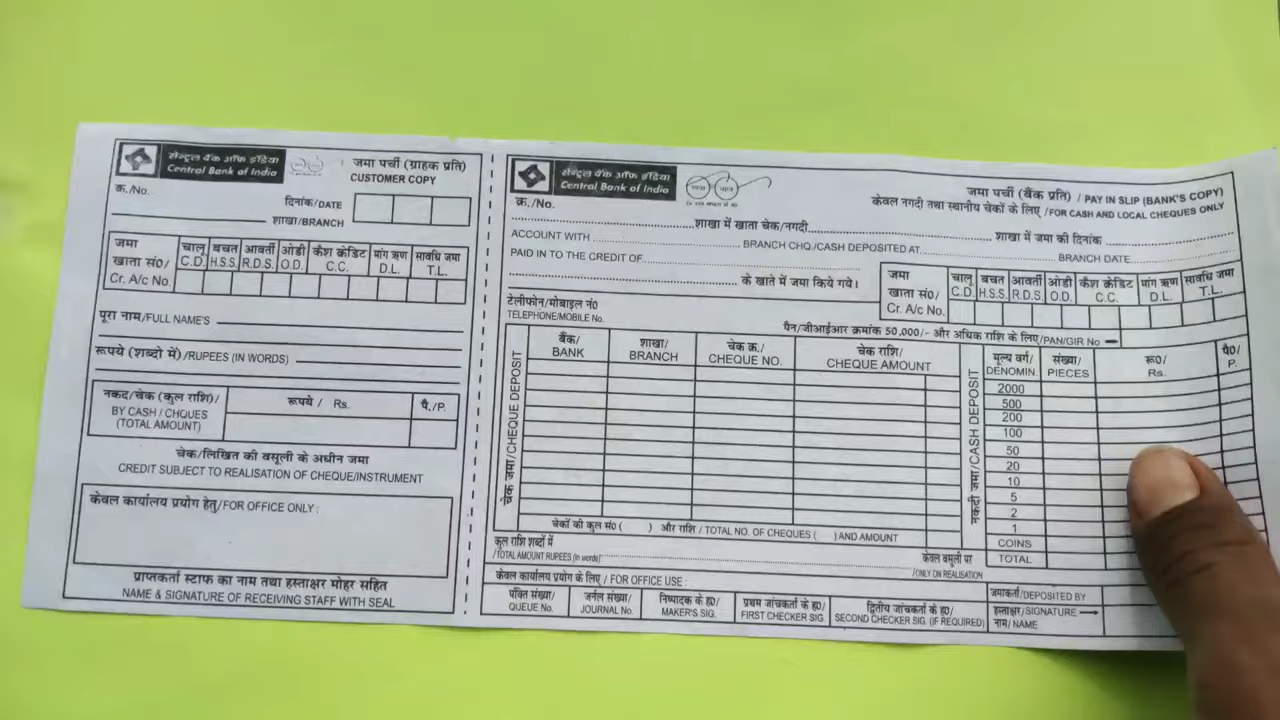 सेन्ट्रल बैंक ऑफ इंडिया
Central Bank of India
जमा पर्ची (ग्राहक प्रति)
CUSTOMER COPY
क्र./No.
दिनांक/DATE
शाखा/BRANCH
जमा खाता सं0/ Cr. A/c No.
चालू C.D.
बचत H.S.S.
आवर्ती R.D.S.
ओडी O.D.
कैश क्रेडिट C.C.
मांग ऋण D.L.
सावधि जमा T.L.
पूरा नाम/FULL NAME'S
रूपये (शब्दो में) /RUPEES (IN WORDS)
नकद/चेक (कुल राशि)/
BY CASH / CHQUES
(TOTAL AMOUNT)
रूपये / Rs.
पै./P.
चेक/लिखित की वसूली के अधीन जमा
CREDIT SUBJECT TO REALISATION OF CHEQUE/INSTRUMENT
केवल कार्यालय प्रयोग हेतु/FOR OFFICE ONLY :
प्राप्तकर्ता स्टाफ का नाम तथा हस्ताक्षर मोहर सहित
NAME & SIGNATURE OF RECEIVING STAFF WITH SEAL
सेन्ट्रल बैंक ऑफ इंडिया
Central Bank of India
जमा पर्ची (बैंक प्रति) / PAY IN SLIP (BANK'S COPY)
केवल नगदी तथा स्थानीय चेकों के लिए /FOR CASH AND LOCAL CHEQUES ONLY
क्र./No.
शाखा में खाता चेक/नगदी
शाखा में जमा की दिनांक
ACCOUNT WITH
BRANCH CHQ./CASH DEPOSITED AT
BRANCH DATE
PAID IN TO THE CREDIT OF
के खाते में जमा किये गये।
जमा खाता सं0/ Cr. A/c No.
चालू C.D.
बचत H.S.S.
आवर्ती R.D.S.
ओडी O.D.
कैश क्रेडिट C.C.
मांग ऋण D.L.
सावधि जमा T.L.
टेलीफोन/मोबाइल नं0
TELEPHONE/MOBILE No.
पैन/जीआईआर क्रमांक 50,000/- और अधिक राशि के लिए/PAN/GIR No
चेक जमा/CHEQUE DEPOSIT
बैंक/ BANK
शाखा/ BRANCH
चेक क्र./ CHEQUE NO.
चेक राशि/ CHEQUE AMOUNT
नकदी जमा/CASH DEPOSIT
मूल्य वर्ग/ DENOMIN.
संख्या/ PIECES
रू0/ Rs.
पै0/ P.
2000
500
200
100
50
20
10
5
2
1
COINS
TOTAL
चेकों की कुल सं0 ( ) और राशि / TOTAL NO. OF CHEQUES ( ) AND AMOUNT
कुल राशि शब्दों में
/TOTAL AMOUNT RUPEES (in words)
केवल वसूली पर
/ONLY ON REALISATION
केवल कार्यालय प्रयोग के लिए / FOR OFFICE USE :
पंक्ति संख्या/ QUEUE No.
जर्नल संख्या/ JOURNAL No.
निष्पादक के ह0/ MAKER'S SIG.
प्रथम जांचकर्ता के ह0/ FIRST CHECKER SIG.
द्वितीय जांचकर्ता के ह0/ SECOND CHECKER SIG. (IF REQUIRED)
जमाकर्ता/DEPOSITED BY
हस्ताक्षर/SIGNATURE
नाम/ NAME